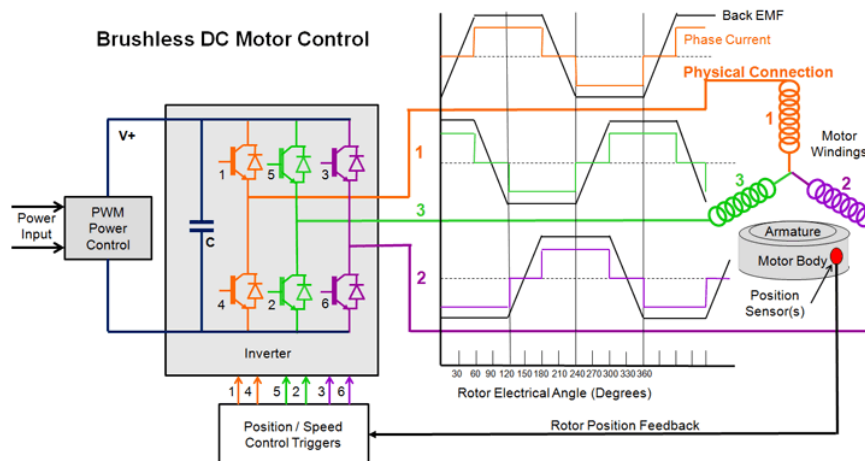 Brushless DC Motor Control
Back EMF
Phase Current
Physical Connection
V+
1
5
3
1
1
Motor
Windings
3
2
Power
Input
PWM
Power
Control
C
3
Armature
Motor Body
4
2
6
2
Position
Sensor(s)
Inverter
30 60 90 120 150 180 210 240 270 300 330 360
Rotor Electrical Angle (Degrees)
1 4 5 2 3 6
Position / Speed
Control Triggers
Rotor Position Feedback